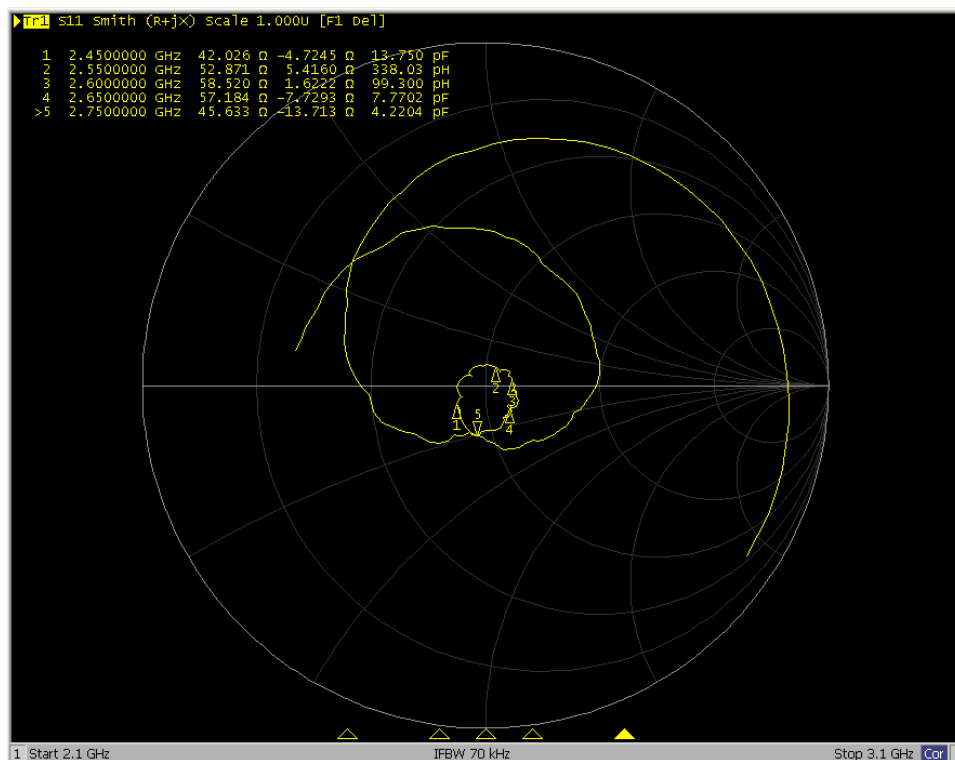 Tr1 S11 Smith (R+jX) Scale 1.000U [F1 Del]
1 2.4500000 GHz 42.026 Ω -4.7245 Ω 13.750 pF
2 2.5500000 GHz 52.871 Ω 5.4160 Ω 338.03 pH
3 2.6000000 GHz 58.520 Ω 1.6222 Ω 99.300 pH
4 2.6500000 GHz 57.184 Ω -7.7293 Ω 7.7702 pF
>5 2.7500000 GHz 45.633 Ω -13.713 Ω 4.2204 pF
2
3
5
1
4
1 Start 2.1 GHz IFBW 70 kHz Stop 3.1 GHz Cor